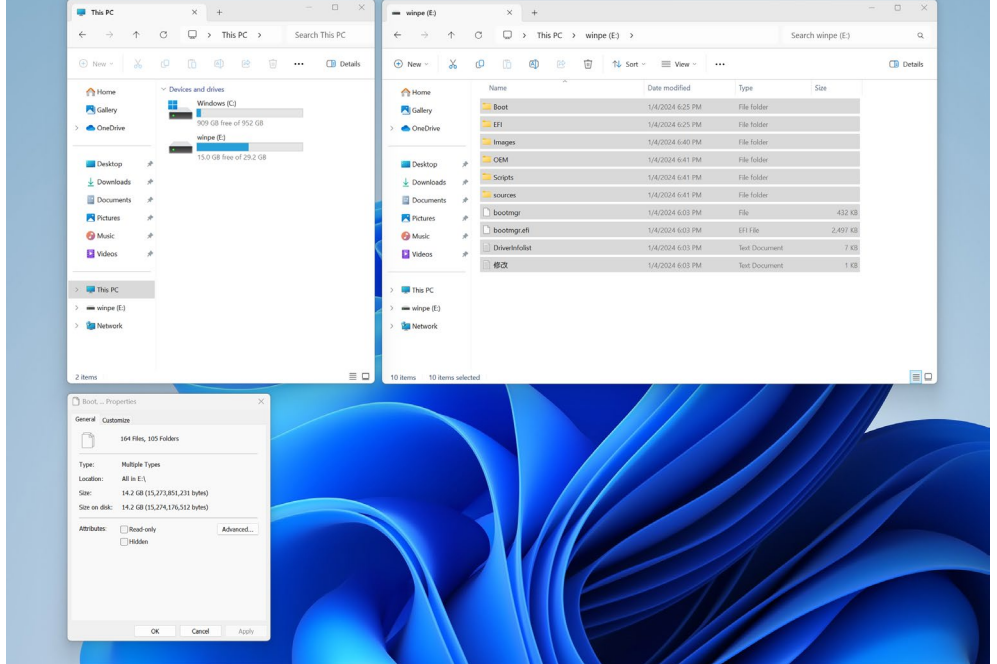 This PC
Search This PC
New
Details
Home
Gallery
OneDrive
Desktop
Downloads
Documents
Pictures
Music
Videos
This PC
winpe (E:)
Network
Devices and drives
Windows (C:)
909 GB free of 952 GB
winpe (E:)
15.0 GB free of 29.2 GB
2 items
winpe (E:)
This PC > winpe (E:) >
Search winpe (E:)
New
Sort
View
Details
Home
Gallery
OneDrive
Desktop
Downloads
Documents
Pictures
Music
Videos
This PC
winpe (E:)
Network
Name Date modified Type Size
Boot 1/4/2024 6:25 PM File folder
EFI 1/4/2024 6:25 PM File folder
Images 1/4/2024 6:40 PM File folder
OEM 1/4/2024 6:41 PM File folder
Scripts 1/4/2024 6:41 PM File folder
sources 1/4/2024 6:41 PM File folder
bootmgr 1/4/2024 6:03 PM File 432 KB
bootmgr.efi 1/4/2024 6:03 PM EFI File 2,497 KB
DriverInfolist 1/4/2024 6:03 PM Text Document 7 KB
修改 1/4/2024 6:03 PM Text Document 1 KB
10 items 10 items selected
Boot, ... Properties
General Customize
164 Files, 105 Folders
Type: Multiple Types
Location: All in E:\
Size: 14.2 GB (15,273,851,231 bytes)
Size on disk: 14.2 GB (15,274,176,512 bytes)
Attributes: Read-only Advanced...
Hidden
OK Cancel Apply